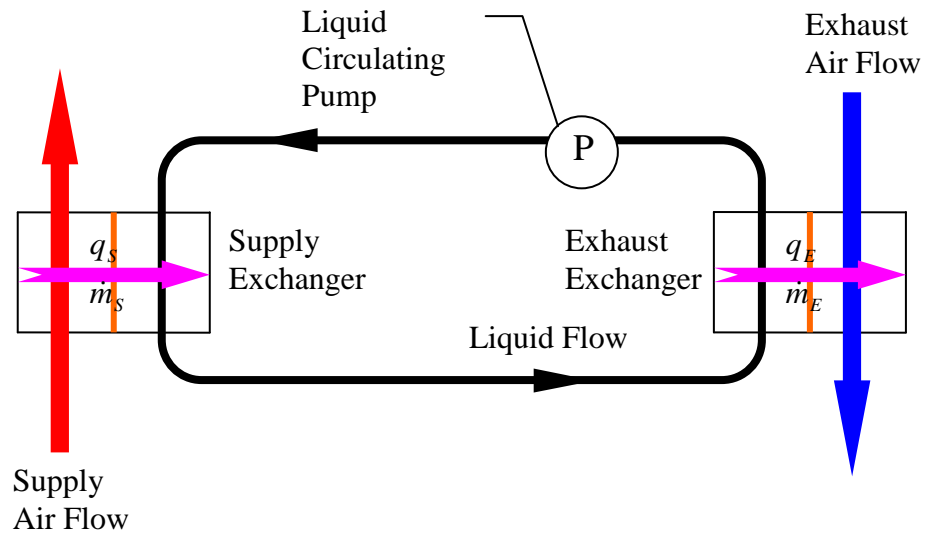 Liquid
Circulating
Pump
Exhaust
Air Flow
P
q_S
ṁ_S
Supply
Exchanger
Exhaust
Exchanger
q_E
ṁ_E
Liquid Flow
Supply
Air Flow